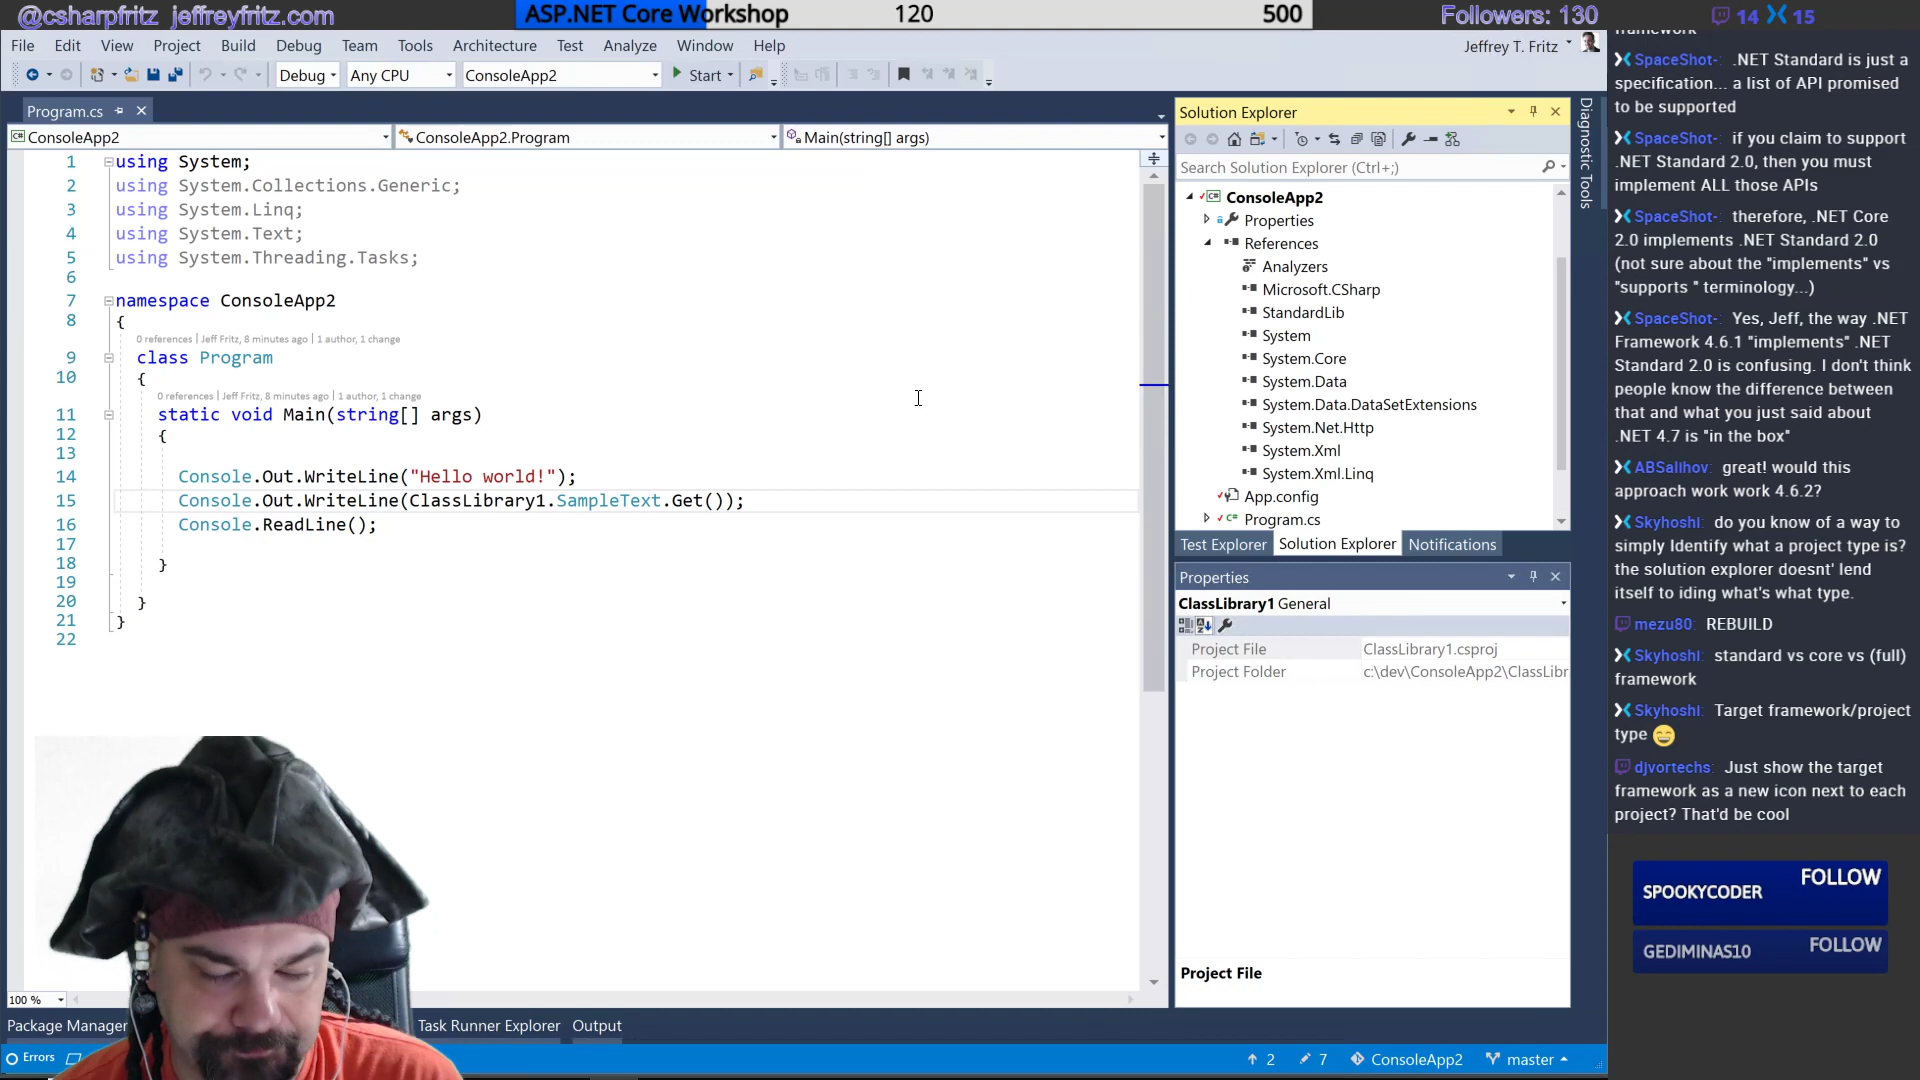 @csharpfritz jeffreyfritz.com
ASP.NET Core Workshop 120 500
Followers: 130
14 15
File Edit View Project Build Debug Team Tools Architecture Test Analyze Window Help
Jeffrey T. Fritz
Debug Any CPU ConsoleApp2 Start
Program.cs
ConsoleApp2 ConsoleApp2.Program Main(string[] args)
1 using System;
2 using System.Collections.Generic;
3 using System.Linq;
4 using System.Text;
5 using System.Threading.Tasks;
6
7 namespace ConsoleApp2
8 {
0 references | Jeff Fritz, 8 minutes ago | 1 author, 1 change
9 class Program
10 {
0 references | Jeff Fritz, 8 minutes ago | 1 author, 1 change
11 static void Main(string[] args)
12 {
13
14 Console.Out.WriteLine("Hello world!");
15 Console.Out.WriteLine(ClassLibrary1.SampleText.Get());
16 Console.ReadLine();
17
18 }
19
20 }
21 }
22
100 %
Package Manager
Task Runner Explorer Output
Errors
2 7 ConsoleApp2 master
Solution Explorer
Search Solution Explorer (Ctrl+;)
ConsoleApp2
Properties
References
Analyzers
Microsoft.CSharp
StandardLib
System
System.Core
System.Data
System.Data.DataSetExtensions
System.Net.Http
System.Xml
System.Xml.Linq
App.config
Program.cs
Test Explorer Solution Explorer Notifications
Properties
ClassLibrary1 General
Project File ClassLibrary1.csproj
Project Folder c:\dev\ConsoleApp2\ClassLibr
Project File
Diagnostic Tools
framework
SpaceShot-: .NET Standard is just a
specification... a list of API promised
to be supported
SpaceShot-: if you claim to support
.NET Standard 2.0, then you must
implement ALL those APIs
SpaceShot-: therefore, .NET Core
2.0 implements .NET Standard 2.0
(not sure about the "implements" vs
"supports " terminology...)
SpaceShot-: Yes, Jeff, the way .NET
Framework 4.6.1 "implements" .NET
Standard 2.0 is confusing. I don't think
people know the difference between
that and what you just said about
.NET 4.7 is "in the box"
ABSalihov: great! would this
approach work work 4.6.2?
Skyhoshi: do you know of a way to
simply Identify what a project type is?
the solution explorer doesnt' lend
itself to iding what's what type.
mezu80: REBUILD
Skyhoshi: standard vs core vs (full)
framework
Skyhoshi: Target framework/project
type
djvortechs: Just show the target
framework as a new icon next to each
project? That'd be cool
SPOOKYCODER FOLLOW
GEDIMINAS10 FOLLOW